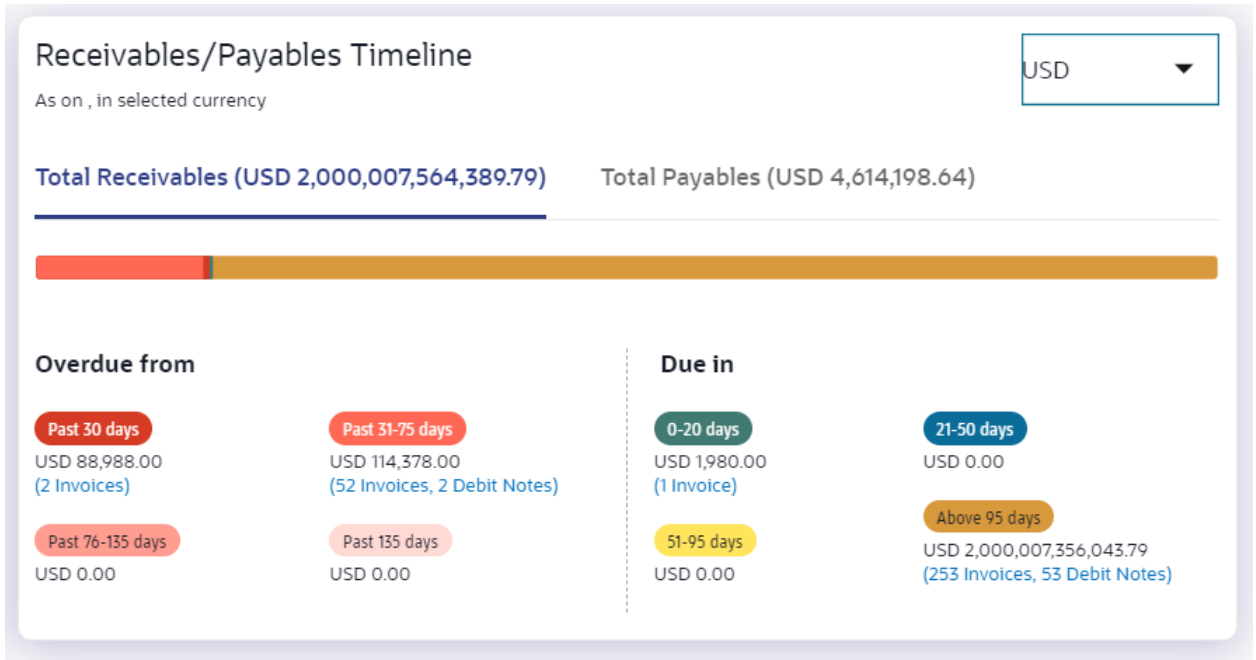 Receivables/Payables Timeline
USD
As on , in selected currency
Total Receivables (USD 2,000,007,564,389.79)
Total Payables (USD 4,614,198.64)
Overdue from
Past 30 days
USD 88,988.00
(2 Invoices)
Past 31-75 days
USD 114,378.00
(52 Invoices, 2 Debit Notes)
Past 76-135 days
USD 0.00
Past 135 days
USD 0.00
Due in
0-20 days
USD 1,980.00
(1 Invoice)
21-50 days
USD 0.00
51-95 days
USD 0.00
Above 95 days
USD 2,000,007,356,043.79
(253 Invoices, 53 Debit Notes)